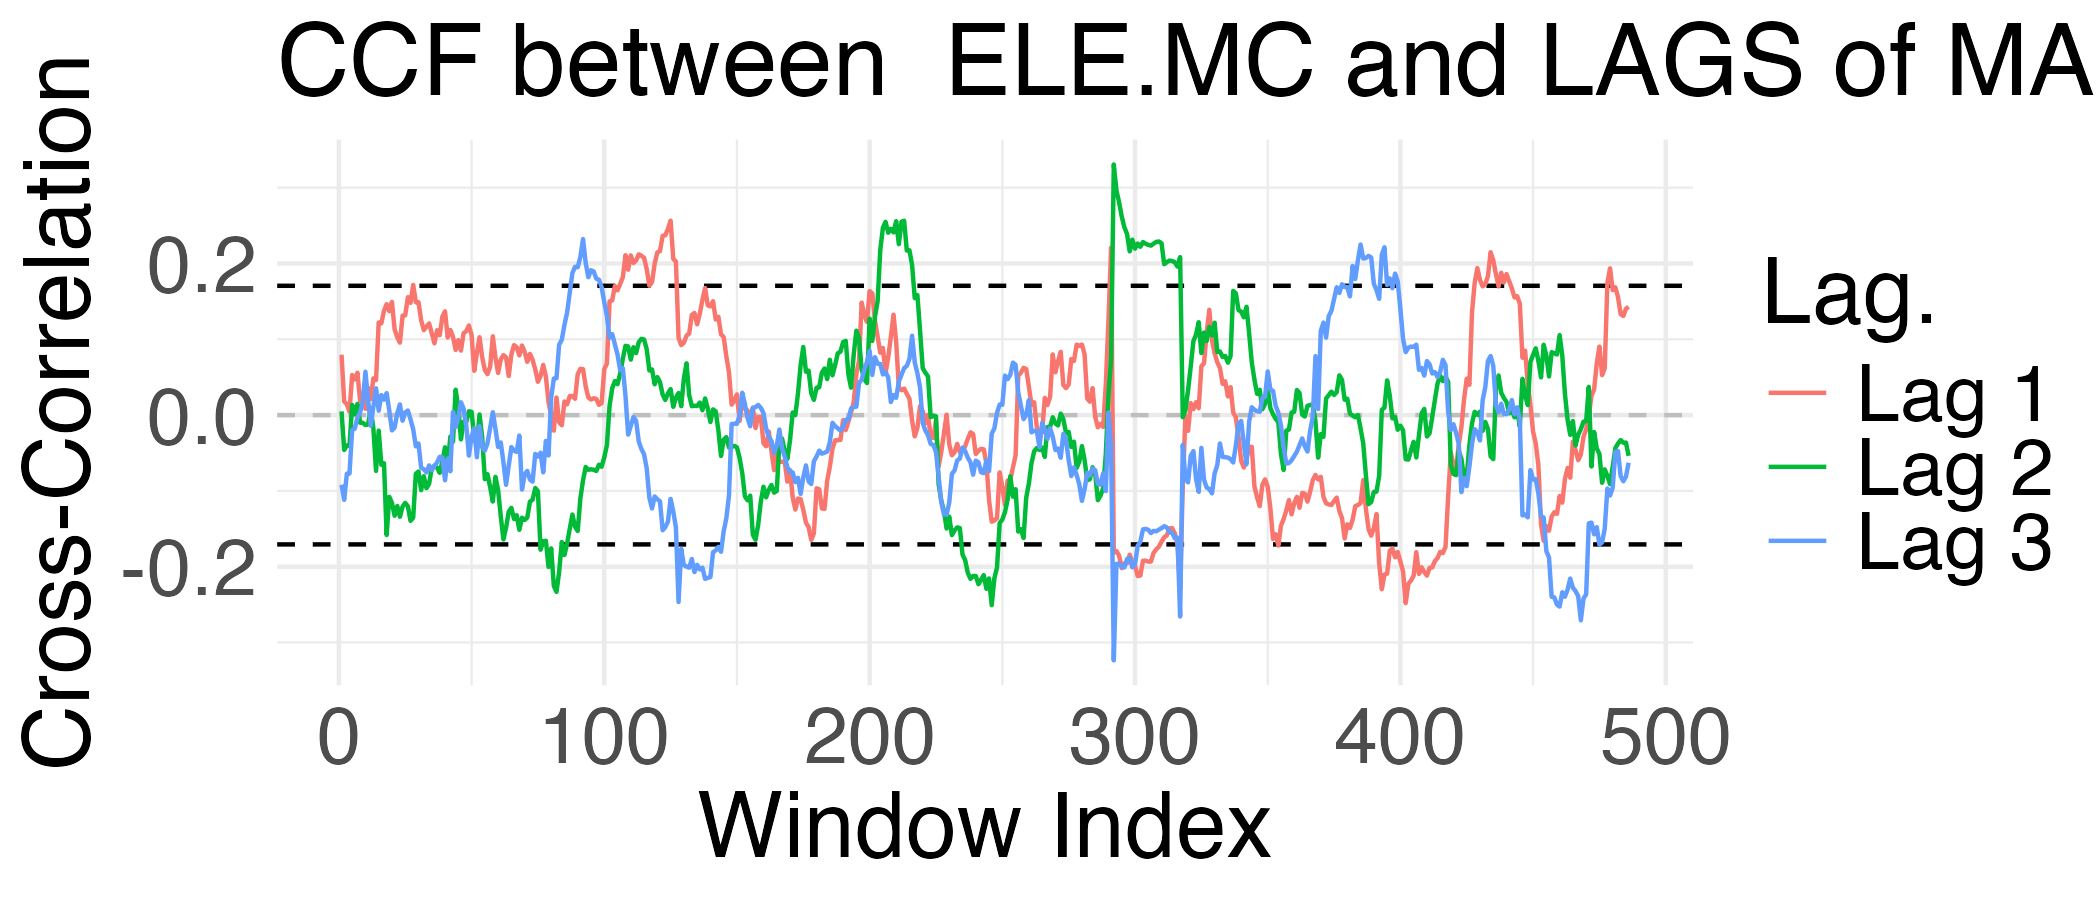 CCF between  ELE.MC and LAGS of MA
Cross-Correlation
0.2
0.0
-0.2
0 100 200 300 400 500
Window Index
Lag.
Lag 1
Lag 2
Lag 3